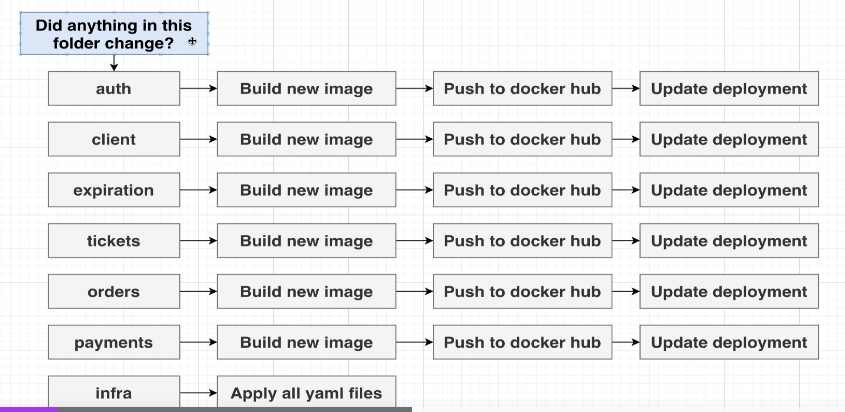 Did anything in this
folder change?
auth Build new image Push to docker hub Update deployment
client Build new image Push to docker hub Update deployment
expiration Build new image Push to docker hub Update deployment
tickets Build new image Push to docker hub Update deployment
orders Build new image Push to docker hub Update deployment
payments Build new image Push to docker hub Update deployment
infra Apply all yaml files